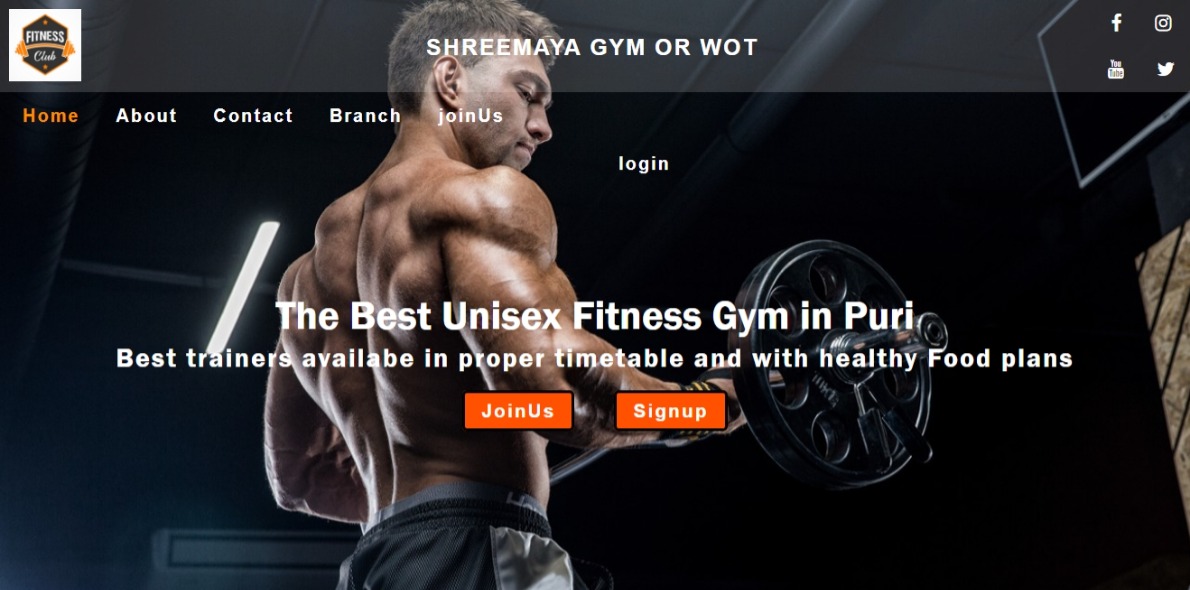 FITNESS
Club
SHREEMAYA GYM OR WOT
You
Tube
Home About Contact Branch joinUs
login
The Best Unisex Fitness Gym in Puri
Best trainers availabe in proper timetable and with healthy Food plans
JoinUs Signup